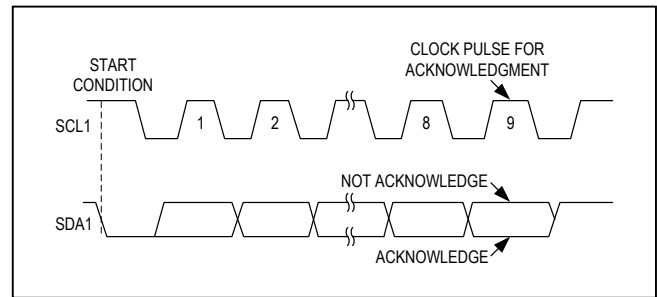 START
CONDITION
CLOCK PULSE FOR
ACKNOWLEDGMENT
SCL1
1
2
8
9
NOT ACKNOWLEDGE
SDA1
ACKNOWLEDGE